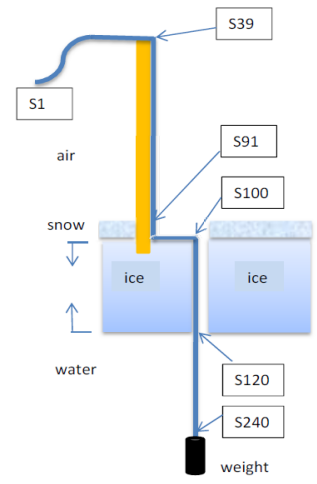 S39
S1
S91
air
S100
snow
ice
ice
water
S120
S240
weight